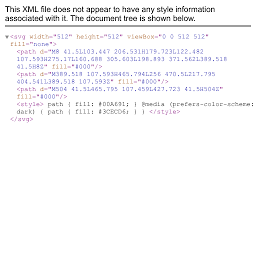 This XML file does not appear to have any style information
associated with it. The document tree is shown below.
▼<svg width="512" height="512" viewBox="0 0 512 512"
fill="none">
<path d="M8 41.5L103.447 206.531H179.723L122.482
107.593H275.17L160.688 305.603L198.893 371.562L389.518
41.5H8Z" fill="#000"/>
<path d="M389.518 107.593H465.794L256 470.5L217.795
404.541L389.518 107.593Z" fill="#000"/>
<path d="M504 41.5L465.795 107.459L427.723 41.5H504Z"
fill="#000"/>
<style> path { fill: #00A691; } @media (prefers-color-scheme:
dark) { path { fill: #3CECD6; } } </style>
</svg>